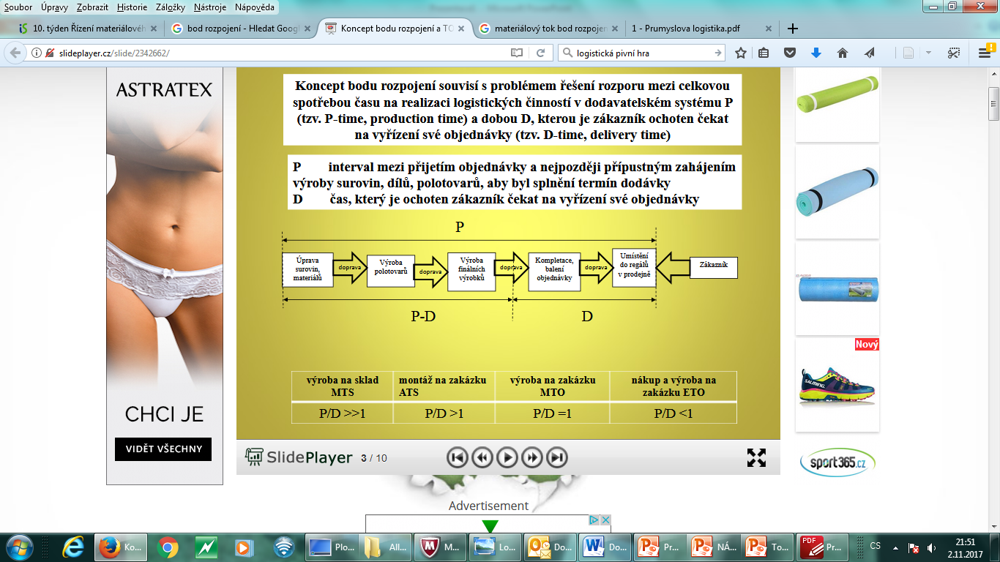 Soubor Úpravy Zobrazit Historie Záložky Nástroje Nápověda
10. týden Řízení materiálovéh
bod rozpojení - Hledat Goog
Koncept bodu rozpojení a TO
materiálový tok bod rozpojen
1 - Prumyslova logistika.pdf
slideplayer.cz/slide/2342662/
logistická pivní hra
ASTRATEX
CHCI JE
VIDĚT VŠECHNY
Koncept bodu rozpojení souvisí s problémem řešení rozporu mezi celkovou
spotřebou času na realizaci logistických činností v dodavatelském systému P
(tzv. P-time, production time) a dobou D, kterou je zákazník ochoten čekat
na vyřízení své objednávky (tzv. D-time, delivery time)
P interval mezi přijetím objednávky a nejpozději přípustným zahájením
výroby surovin, dílů, polotovarů, aby byl splnění termín dodávky
D čas, který je ochoten zákazník čekat na vyřízení své objednávky
P
Úprava
surovin,
materiálů
doprava
Výroba
polotovarů
doprava
Výroba
finálních
výrobků
doprava
Kompletace,
balení
objednávky
doprava
Umístění
do regálů
v prodejně
Zákazník
P-D
D
výroba na sklad
MTS
montáž na zakázku
ATS
výroba na zakázku
MTO
nákup a výroba na
zakázku ETO
P/D >>1
P/D >1
P/D =1
P/D <1
SlidePlayer
3 / 10
Nový
SALMING
sport365.cz
Advertisement
Ko...
Plo...
All...
M...
Lo...
Do...
Do...
Pr...
NÁ...
To...
PDF
Pr...
CS
21:51
2.11.2017